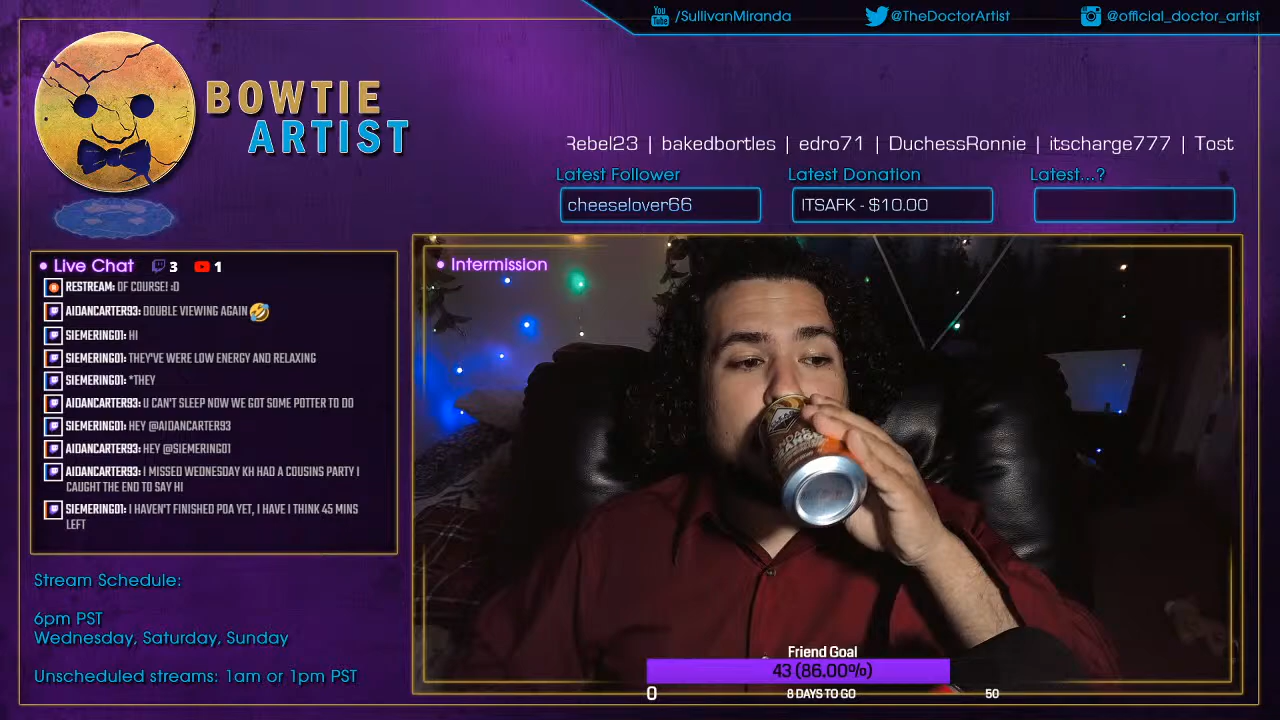 /SullivanMiranda
@TheDoctorArtist
@official_doctor_artist
BOWTIE
ARTIST
Rebel23 | bakedbortles | edro71 | DuchessRonnie | itscharge777 | Tost
Latest Follower
Latest Donation
Latest...?
cheeselover66
ITSAFK - $10.00
Live Chat
3
1
RESTREAM: OF COURSE! :D
AIDANCARTER93: DOUBLE VIEWING AGAIN
SIEMERING01: HI
SIEMERING01: THEY'VE WERE LOW ENERGY AND RELAXING
SIEMERING01: *THEY
AIDANCARTER93: U CAN'T SLEEP NOW WE GOT SOME POTTER TO DO
SIEMERING01: HEY @AIDANCARTER93
AIDANCARTER93: HEY @SIEMERING01
AIDANCARTER93: I MISSED WEDNESDAY KH HAD A COUSINS PARTY I
CAUGHT THE END TO SAY HI
SIEMERING01: I HAVEN'T FINISHED POA YET, I HAVE I THINK 45 MINS
LEFT
Intermission
Stream Schedule:
6pm PST
Wednesday, Saturday, Sunday
Unscheduled streams: 1am or 1pm PST
Friend Goal
43 (86.00%)
0
8 DAYS TO GO
50